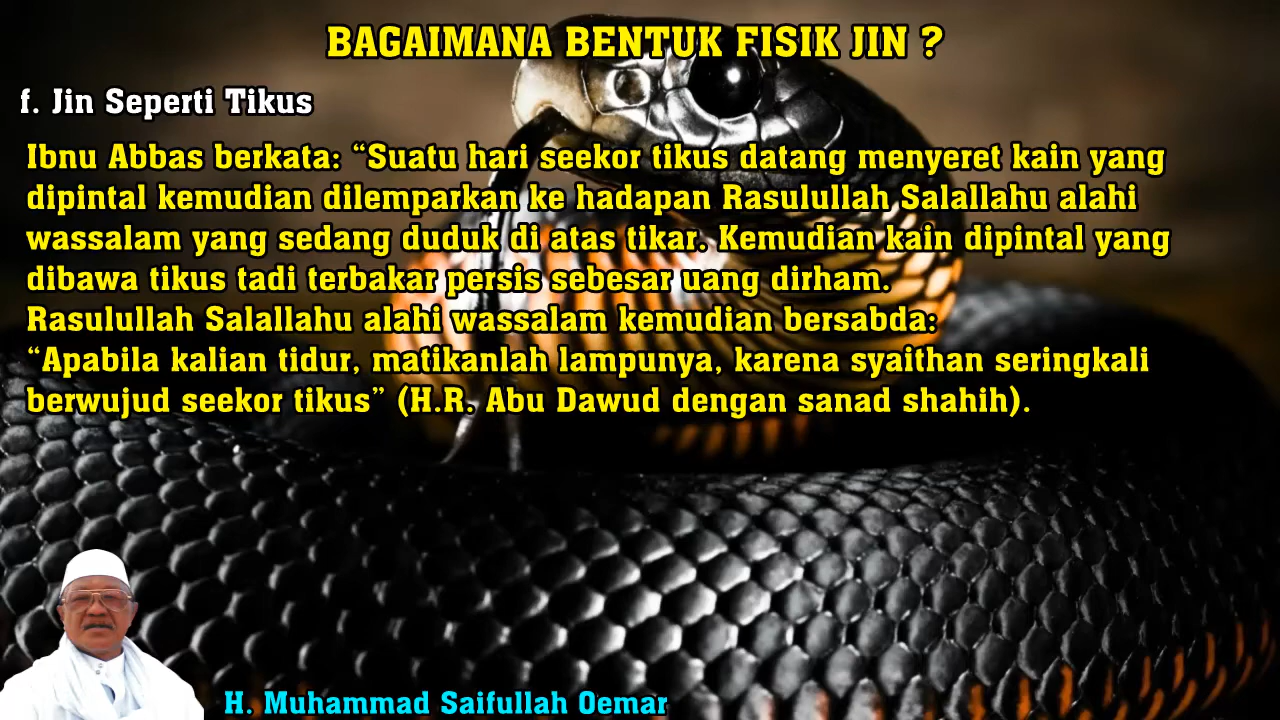 BAGAIMANA BENTUK FISIK JIN ?
f. Jin Seperti Tikus
Ibnu Abbas berkata: “Suatu hari seekor tikus datang menyeret kain yang
dipintal kemudian dilemparkan ke hadapan Rasulullah Salallahu alahi
wassalam yang sedang duduk di atas tikar. Kemudian kain dipintal yang
dibawa tikus tadi terbakar persis sebesar uang dirham.
Rasulullah Salallahu alahi wassalam kemudian bersabda:
“Apabila kalian tidur, matikanlah lampunya, karena syaithan seringkali
berwujud seekor tikus” (H.R. Abu Dawud dengan sanad shahih).
H. Muhammad Saifullah Oemar